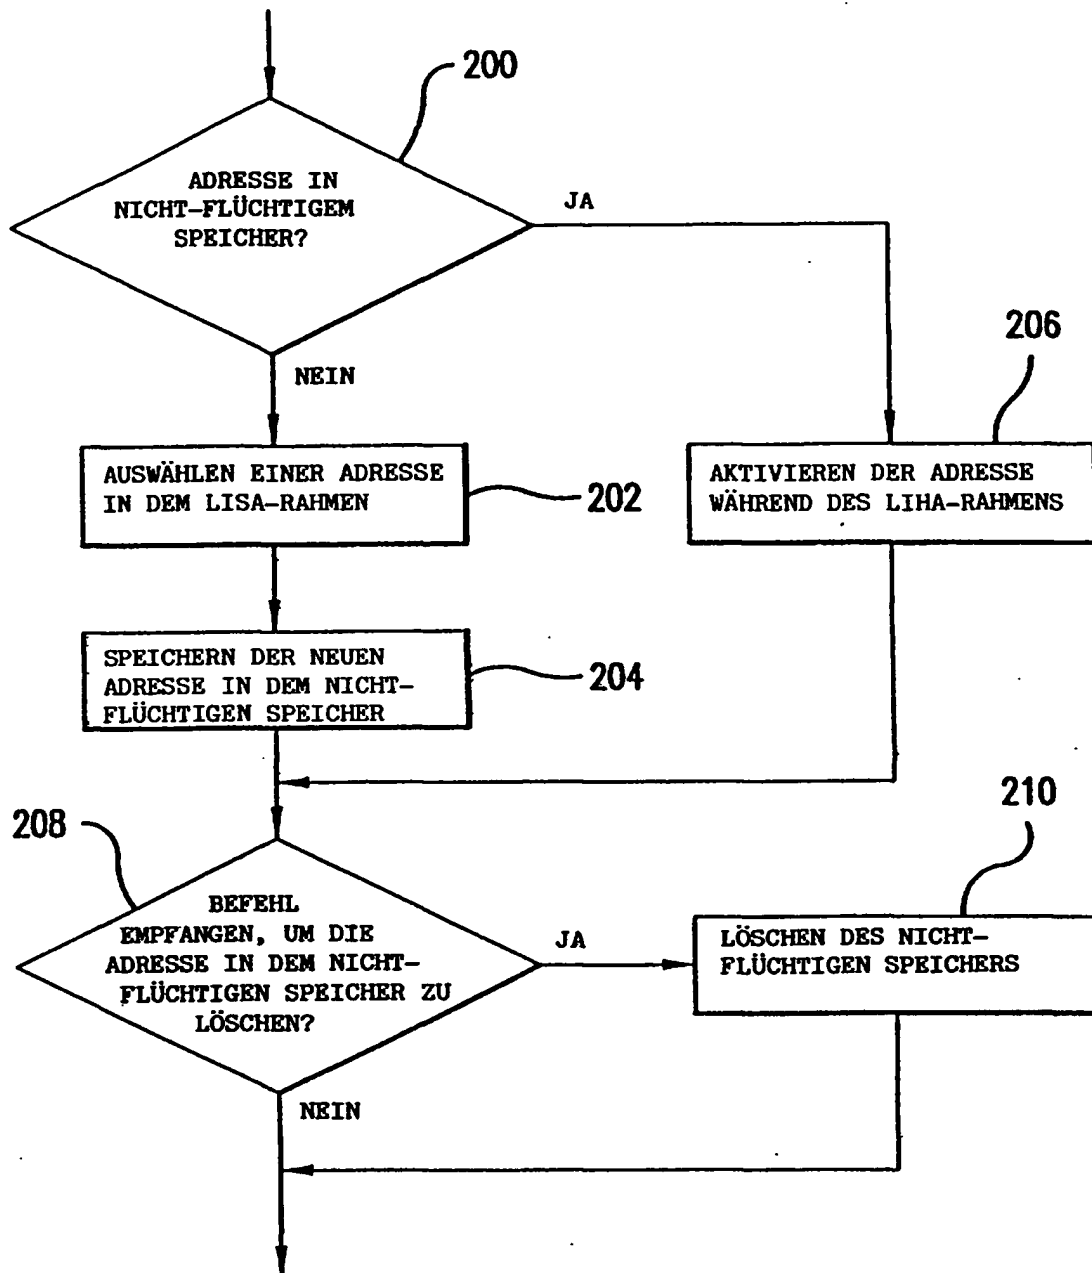 200
ADRESSE IN
NICHT-FLÜCHTIGEM
SPEICHER?
JA
NEIN
206
AUSWÄHLEN EINER ADRESSE
IN DEM LISA-RAHMEN
202
AKTIVIEREN DER ADRESSE
WÄHREND DES LIHA-RAHMENS
SPEICHERN DER NEUEN
ADRESSE IN DEM NICHT-
FLÜCHTIGEN SPEICHER
204
208
BEFEHL
EMPFANGEN, UM DIE
ADRESSE IN DEM NICHT-
FLÜCHTIGEN SPEICHER ZU
LÖSCHEN?
JA
NEIN
210
LÖSCHEN DES NICHT-
FLÜCHTIGEN SPEICHERS